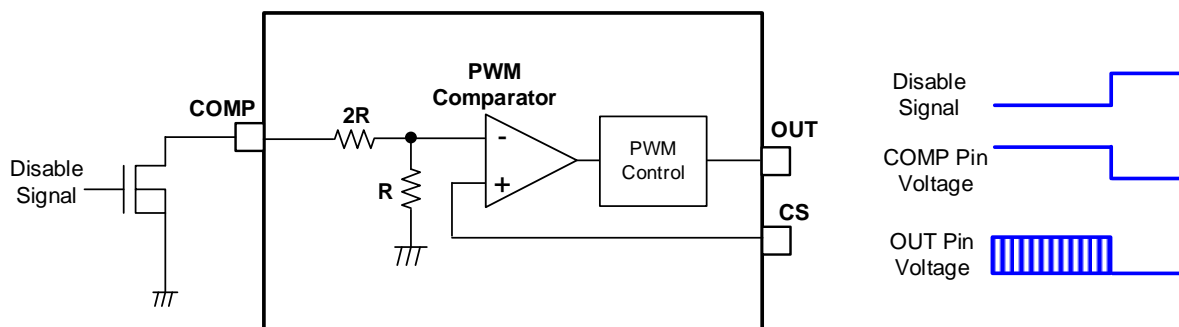 Disable
Signal
COMP
2R
R
PWM
Comparator
-
+
PWM
Control
OUT
CS
Disable
Signal
COMP Pin
Voltage
OUT Pin
Voltage